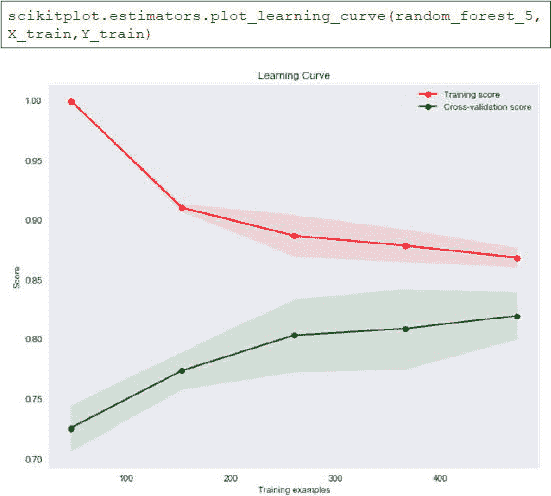 scikitplot.estimators.plot_learning_curve(random_forest_5,
X_train,Y_train)
Learning Curve
Training score
Cross-validation score
1.00
0.95
0.90
0.85
0.80
0.75
0.70
Score
100
200
300
400
Training examples